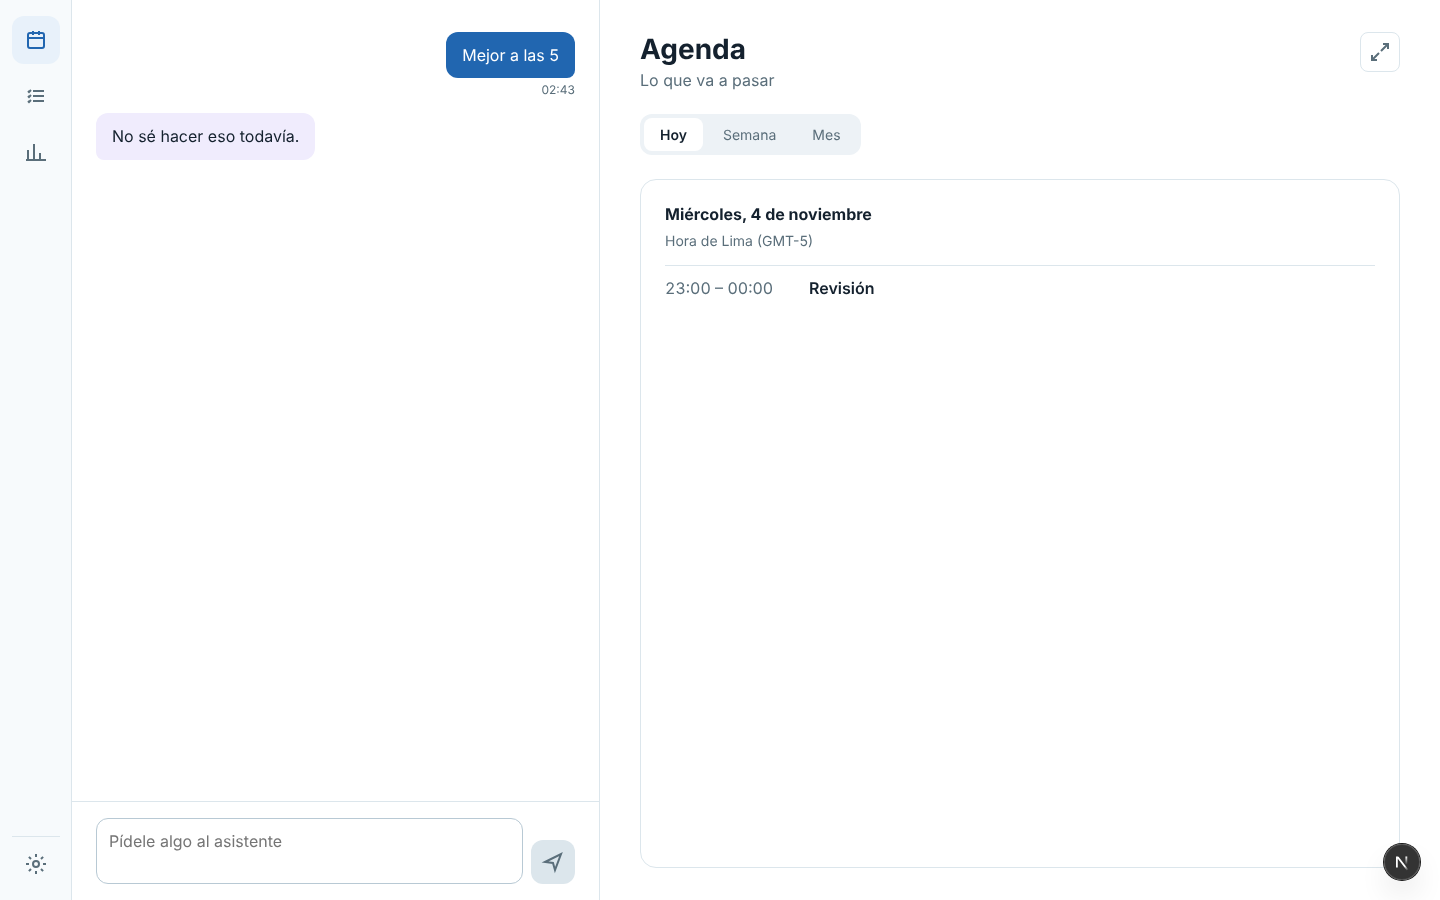 Mejor a las 5
02:43
No sé hacer eso todavía.
Pídele algo al asistente
Agenda
Lo que va a pasar
Hoy
Semana
Mes
Miércoles, 4 de noviembre
Hora de Lima (GMT-5)
23:00 – 00:00
Revisión
N